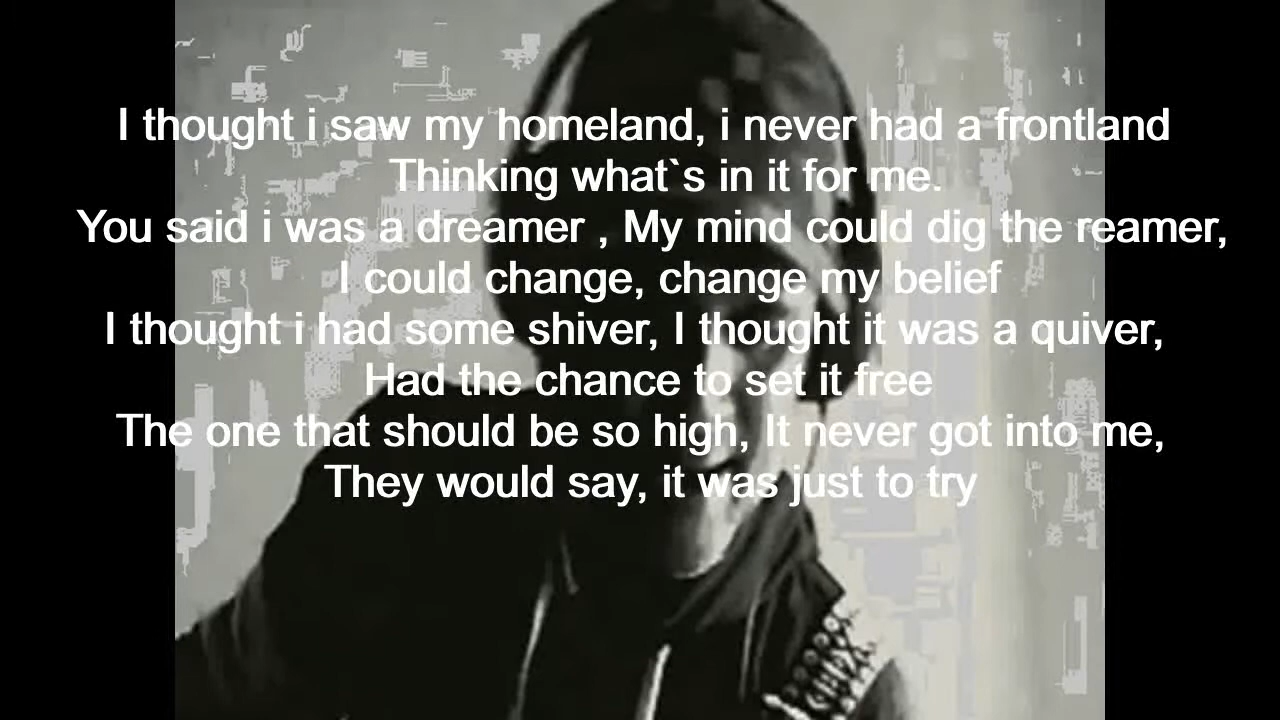 I thought i saw my homeland, i never had a frontland
Thinking what`s in it for me.
You said i was a dreamer , My mind could dig the reamer,
I could change, change my belief
I thought i had some shiver, I thought it was a quiver,
Had the chance to set it free
The one that should be so high, It never got into me,
They would say, it was just to try